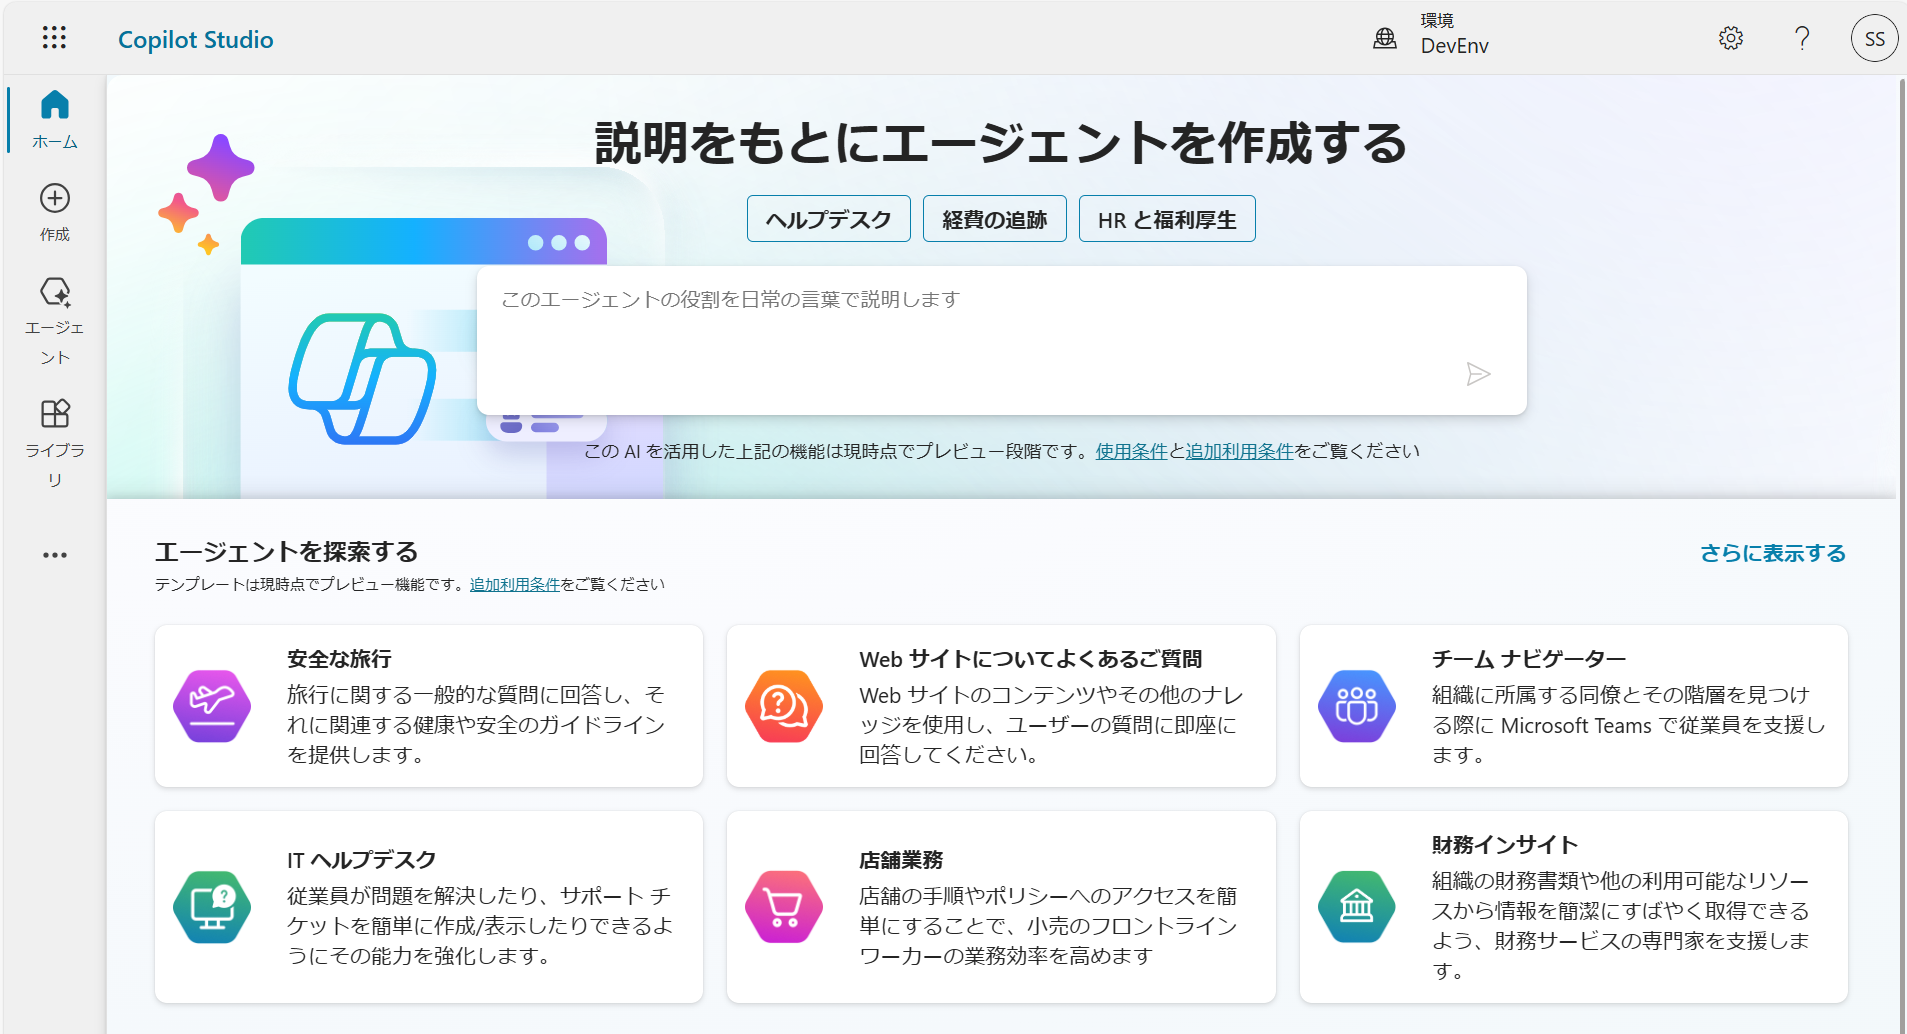 Copilot Studio
環境
DevEnv
?
SS
ホーム
作成
エージェ
ント
ライブラ
リ
説明をもとにエージェントを作成する
ヘルプデスク
経費の追跡
HR と福利厚生
このエージェントの役割を日常の言葉で説明します
この AI を活用した上記の機能は現時点でプレビュー段階です。使用条件と追加利用条件をご覧ください
エージェントを探索する
さらに表示する
テンプレートは現時点でプレビュー機能です。追加利用条件をご覧ください
安全な旅行
旅行に関する一般的な質問に回答し、そ
れに関連する健康や安全のガイドライン
を提供します。
Web サイトについてよくあるご質問
Web サイトのコンテンツやその他のナレ
ッジを使用し、ユーザーの質問に即座に
回答してください。
チーム ナビゲーター
組織に所属する同僚とその階層を見つけ
る際に Microsoft Teams で従業員を支援し
ます。
IT ヘルプデスク
従業員が問題を解決したり、サポート チ
ケットを簡単に作成/表示したりできるよ
うにその能力を強化します。
店舗業務
店舗の手順やポリシーへのアクセスを簡
単にすることで、小売のフロントライン
ワーカーの業務効率を高めます
財務インサイト
組織の財務書類や他の利用可能なリソー
スから情報を簡潔にすばやく取得できる
よう、財務サービスの専門家を支援しま
す。